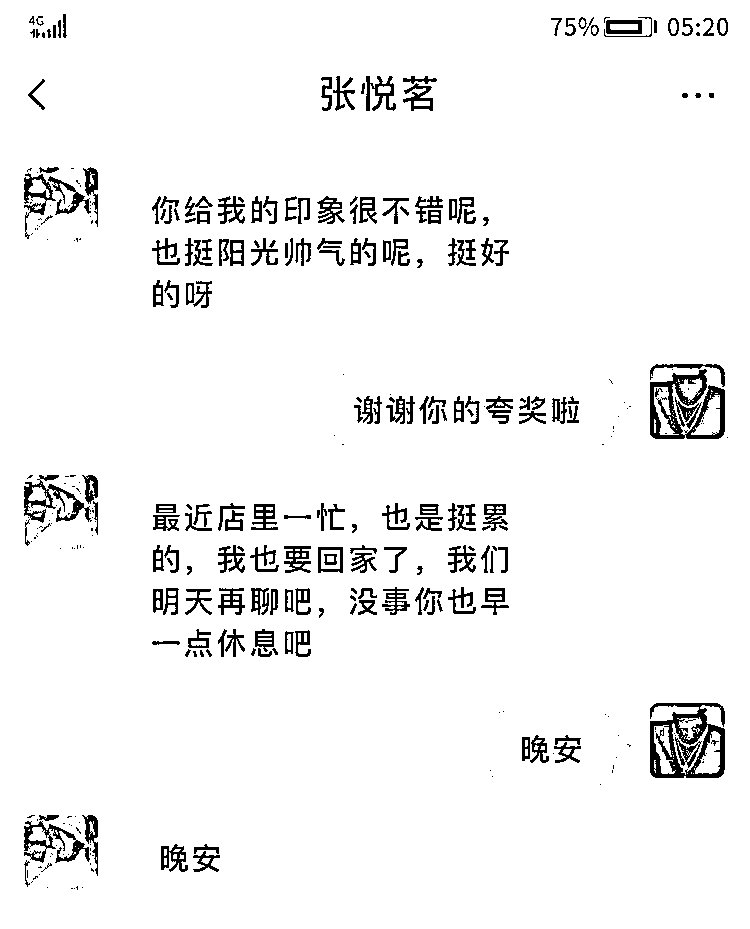 4G
75% 05:20
张悦茗
你给我的印象很不错呢，
也挺阳光帅气的呢，挺好
的呀
谢谢你的夸奖啦
最近店里一忙，也是挺累
的，我也要回家了，我们
明天再聊吧，没事你也早
一点休息吧
晚安
晚安